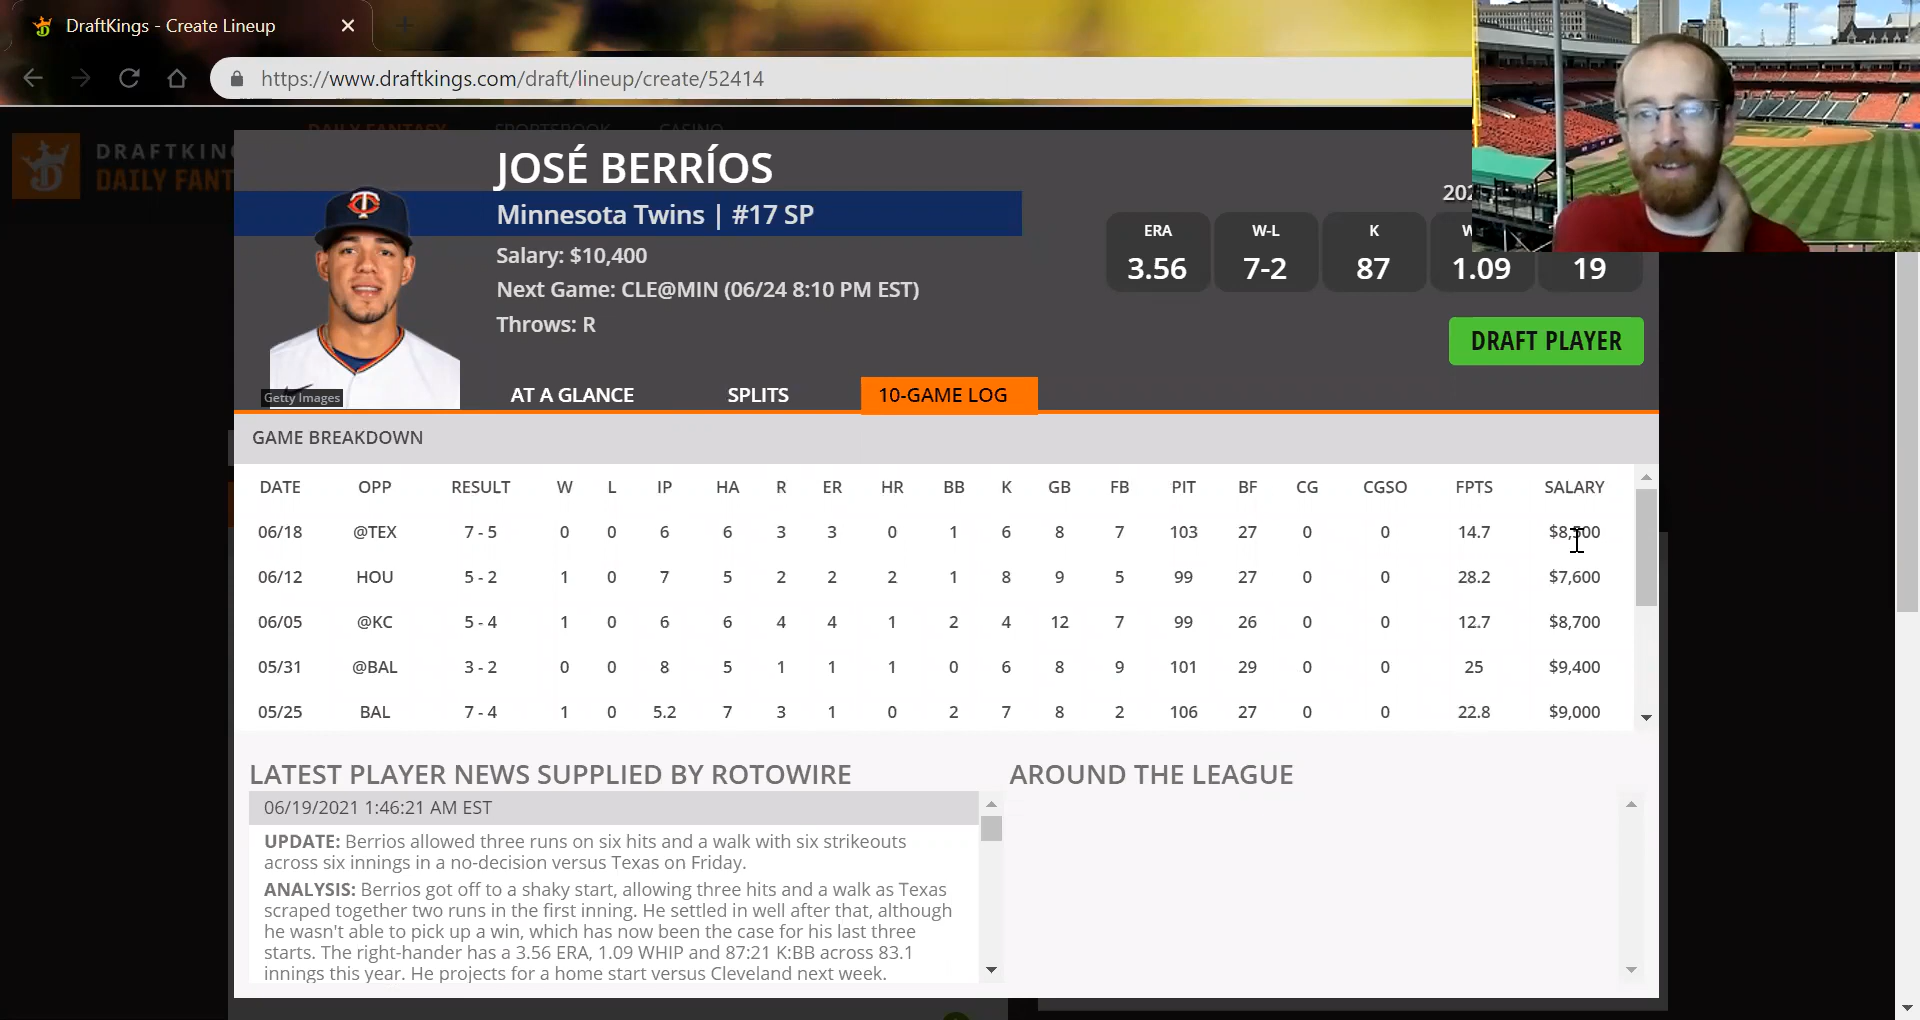 DraftKings - Create Lineup
https://www.draftkings.com/draft/lineup/create/52414
DAILY FANTASY SPORTSBOOK CASINO
JOSÉ BERRÍOS
Minnesota Twins | #17 SP
Salary: $10,400
Next Game: CLE@MIN (06/24 8:10 PM EST)
Throws: R
Getty Images
ERA W-L K
3.56 7-2 87 1.09 19
DRAFT PLAYER
AT A GLANCE SPLITS 10-GAME LOG
GAME BREAKDOWN
DATE OPP RESULT W L IP HA R ER HR BB K GB FB PIT BF CG CGSO FPTS SALARY
06/18 @TEX 7 - 5 0 0 6 6 3 3 0 1 6 8 7 103 27 0 0 14.7 $8,500
06/12 HOU 5 - 2 1 0 7 5 2 2 2 1 8 9 5 99 27 0 0 28.2 $7,600
06/05 @KC 5 - 4 1 0 6 6 4 4 1 2 4 12 7 99 26 0 0 12.7 $8,700
05/31 @BAL 3 - 2 0 0 8 5 1 1 1 0 6 8 9 101 29 0 0 25 $9,400
05/25 BAL 7 - 4 1 0 5.2 7 3 1 0 2 7 8 2 106 27 0 0 22.8 $9,000
LATEST PLAYER NEWS SUPPLIED BY ROTOWIRE
06/19/2021 1:46:21 AM EST
UPDATE: Berrios allowed three runs on six hits and a walk with six strikeouts
across six innings in a no-decision versus Texas on Friday.
ANALYSIS: Berrios got off to a shaky start, allowing three hits and a walk as Texas
scraped together two runs in the first inning. He settled in well after that, although
he wasn't able to pick up a win, which has now been the case for his last three
starts. The right-hander has a 3.56 ERA, 1.09 WHIP and 87:21 K:BB across 83.1
innings this year. He projects for a home start versus Cleveland next week.
AROUND THE LEAGUE